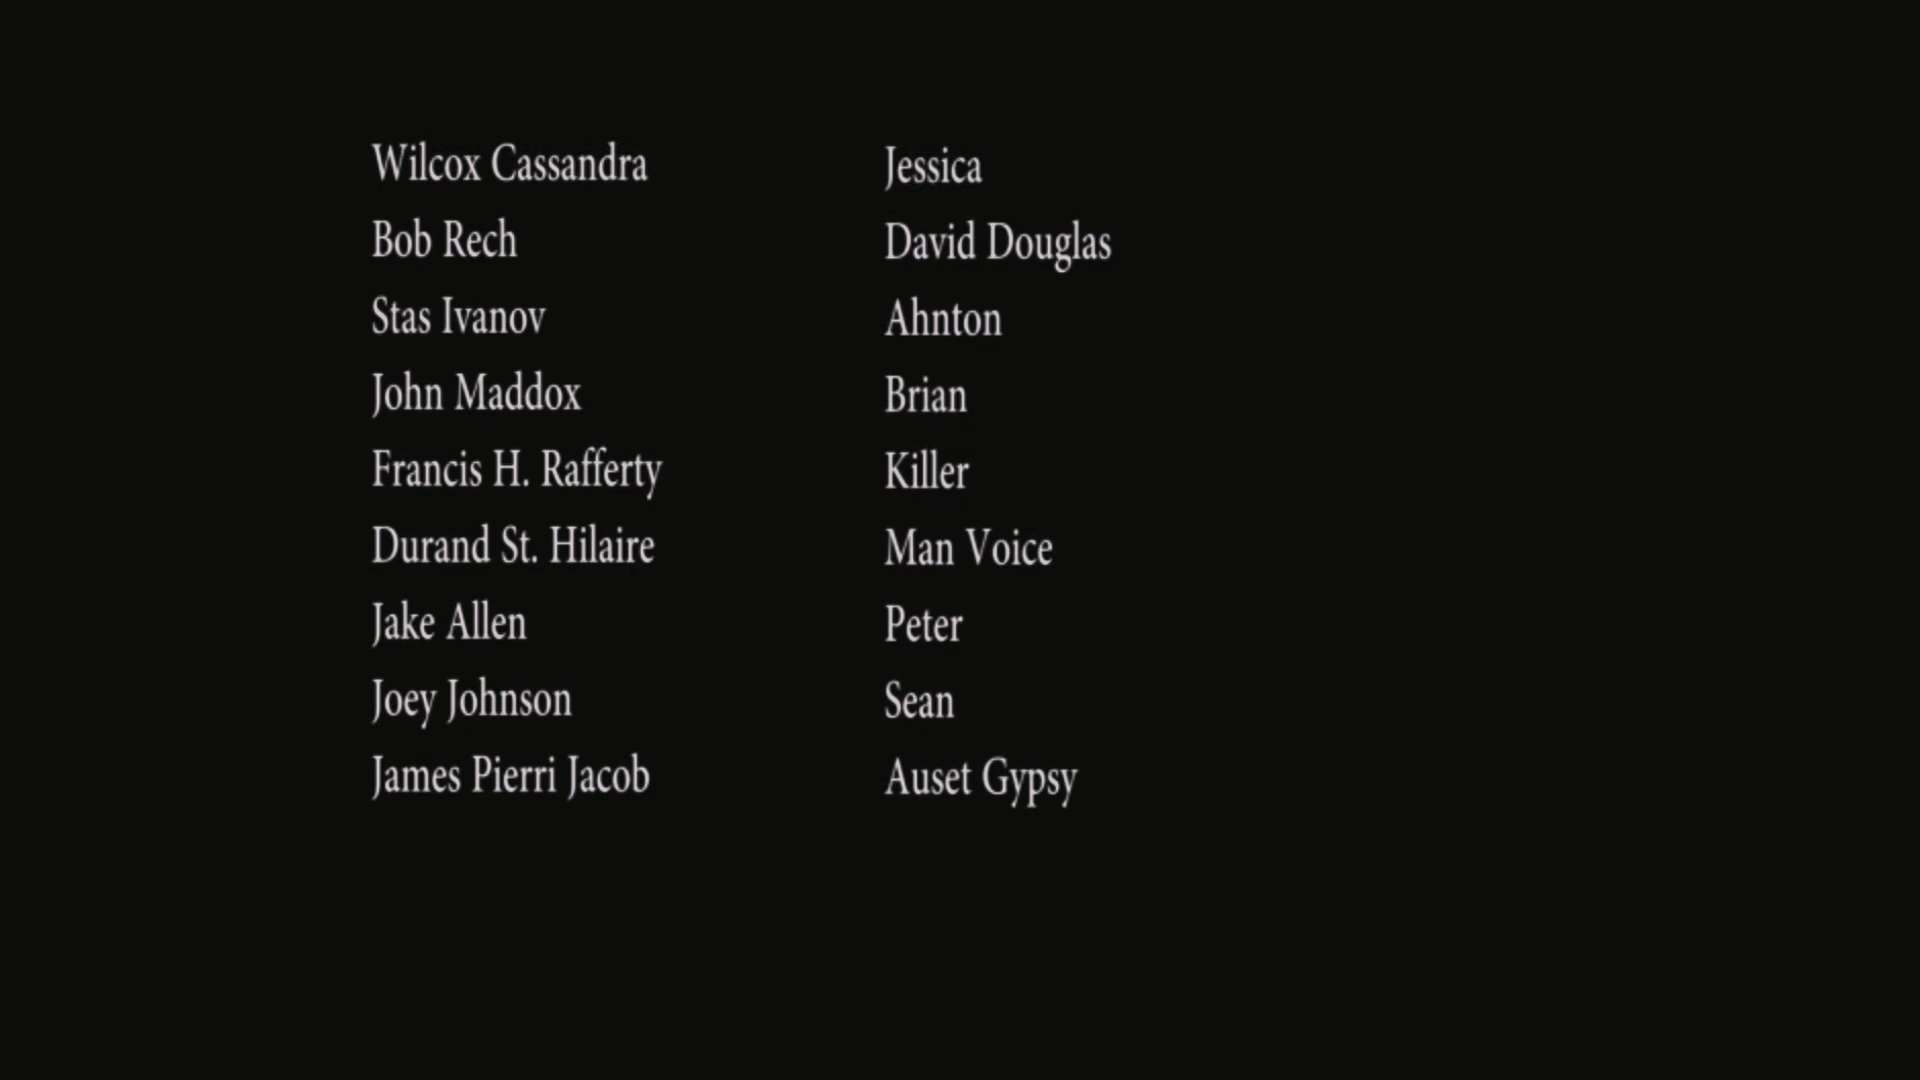 Wilcox Cassandra Jessica
Bob Rech David Douglas
Stas Ivanov Ahnton
John Maddox Brian
Francis H. Rafferty Killer
Durand St. Hilaire Man Voice
Jake Allen Peter
Joey Johnson Sean
James Pierri Jacob Auset Gypsy